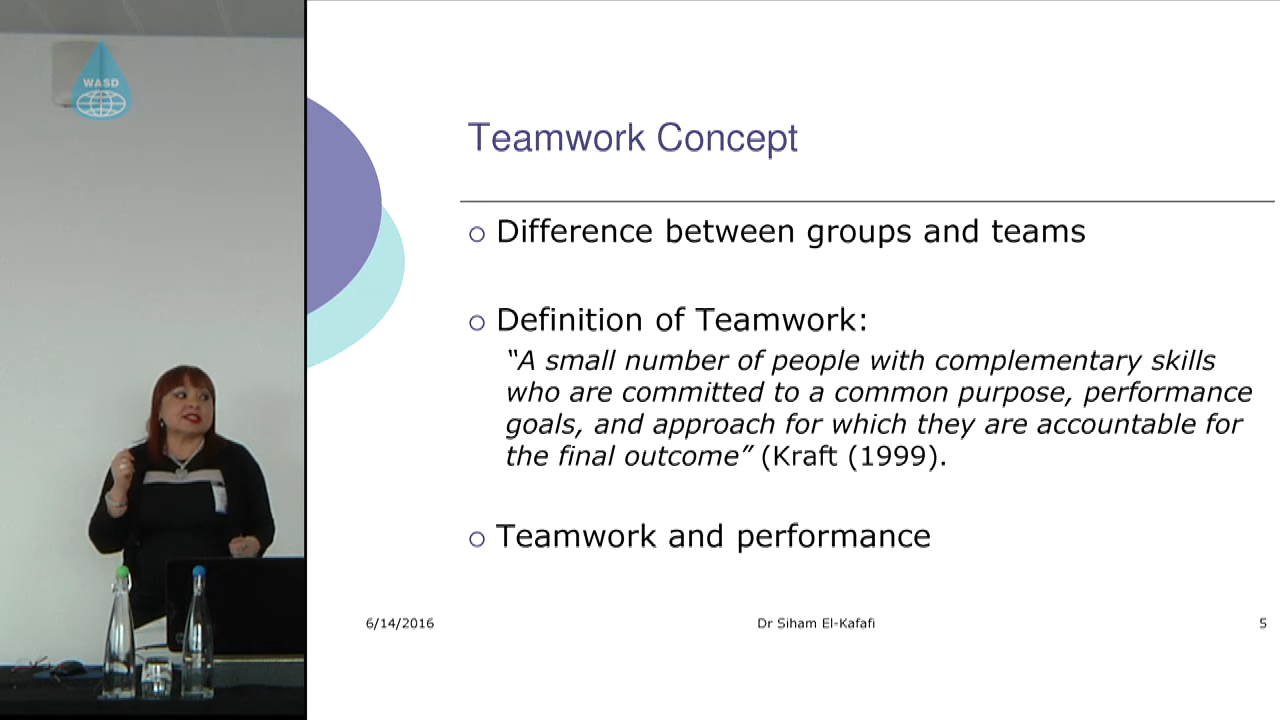 WASD
Teamwork Concept
Difference between groups and teams
Definition of Teamwork:
“A small number of people with complementary skills
who are committed to a common purpose, performance
goals, and approach for which they are accountable for
the final outcome” (Kraft (1999).
Teamwork and performance
6/14/2016 Dr Siham El-Kafafi 5